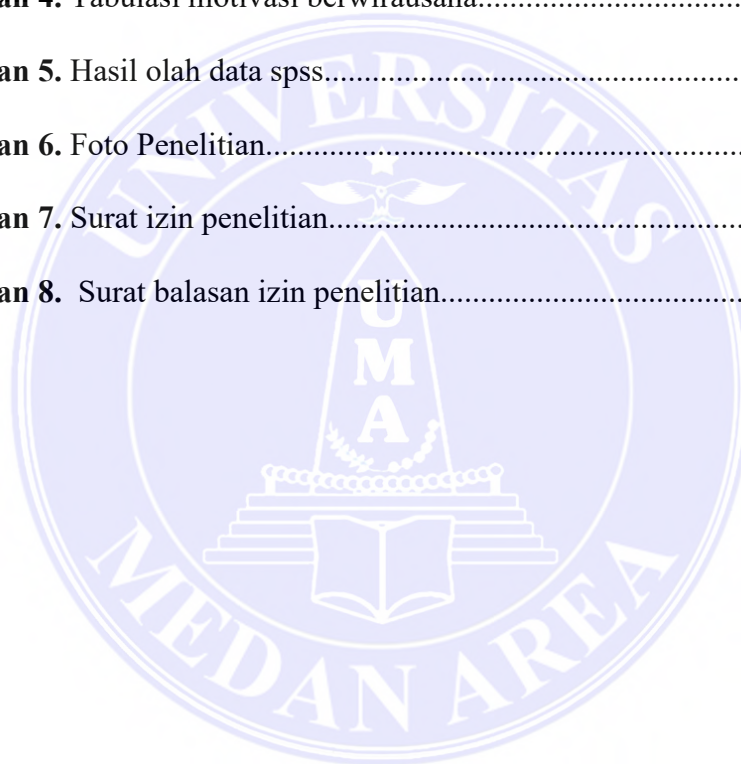 an 4. Tabulasi motivasi berwirausaha......................................
an 5. Hasil olah data spss..........................................................
an 6. Foto Penelitian..................................................................
an 7. Surat izin penelitian..........................................................
an 8. Surat balasan izin penelitian.........................................
UNIVERSITAS
U
M
A
MEDAN AREA